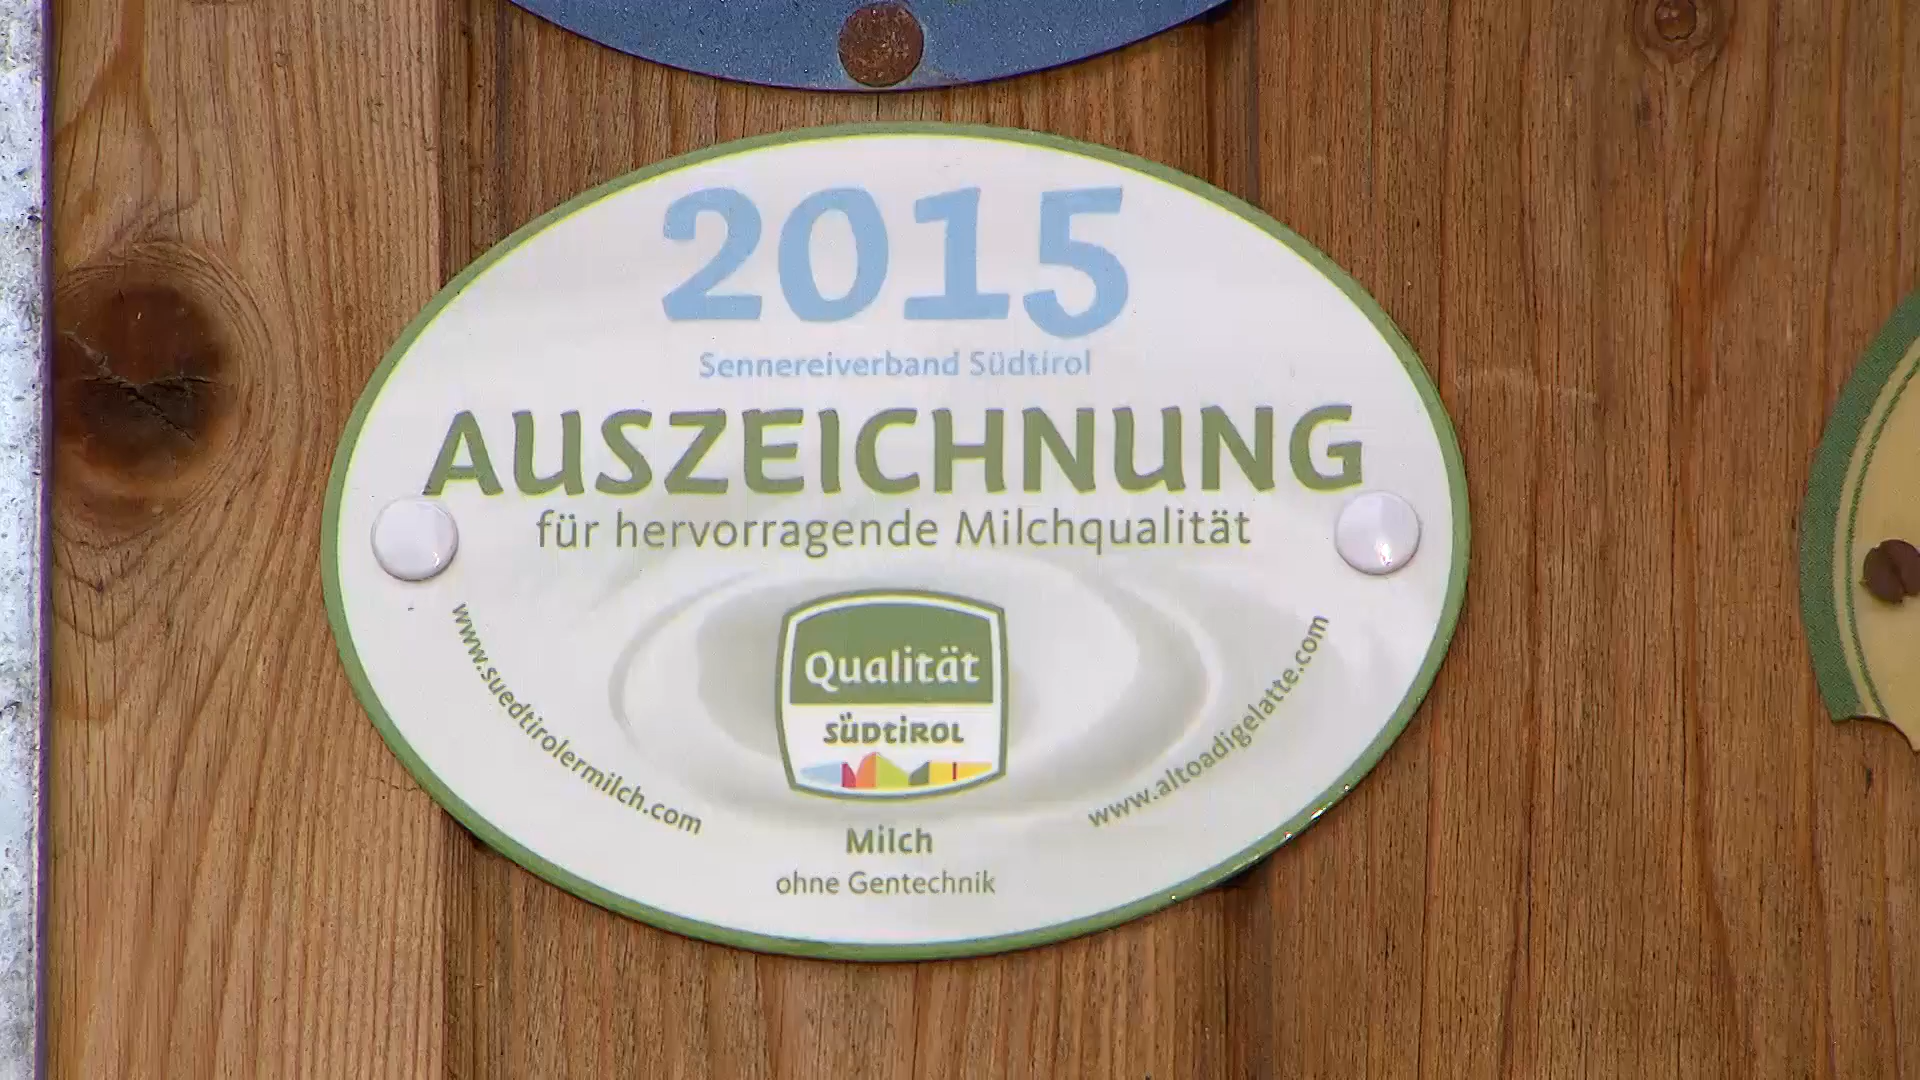 2015
Sennereiverband Südtirol
AUSZEICHNUNG
für hervorragende Milchqualität
Qualität
SÜDTIROL
www.suedtirolermilch.com
www.altoadigelatte.com
Milch
ohne Gentechnik